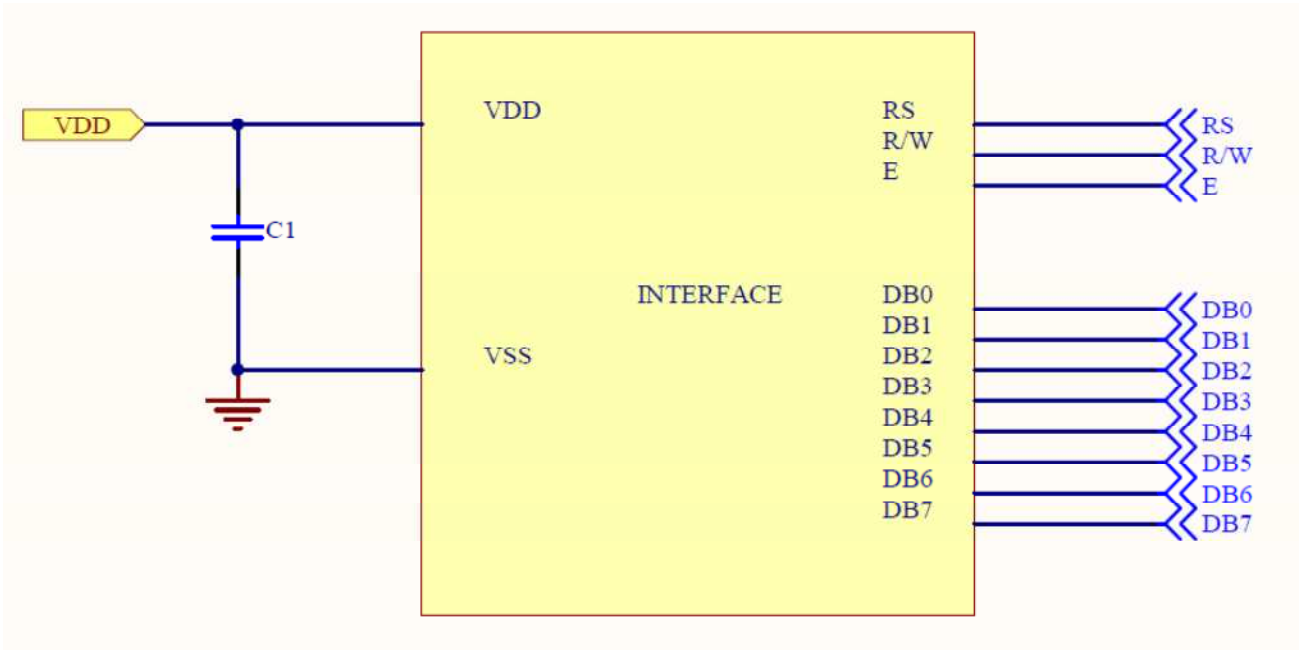 VDD
VDD
C1
VSS
INTERFACE
RS
R/W
E
DB0
DB1
DB2
DB3
DB4
DB5
DB6
DB7
RS
R/W
E
DB0
DB1
DB2
DB3
DB4
DB5
DB6
DB7